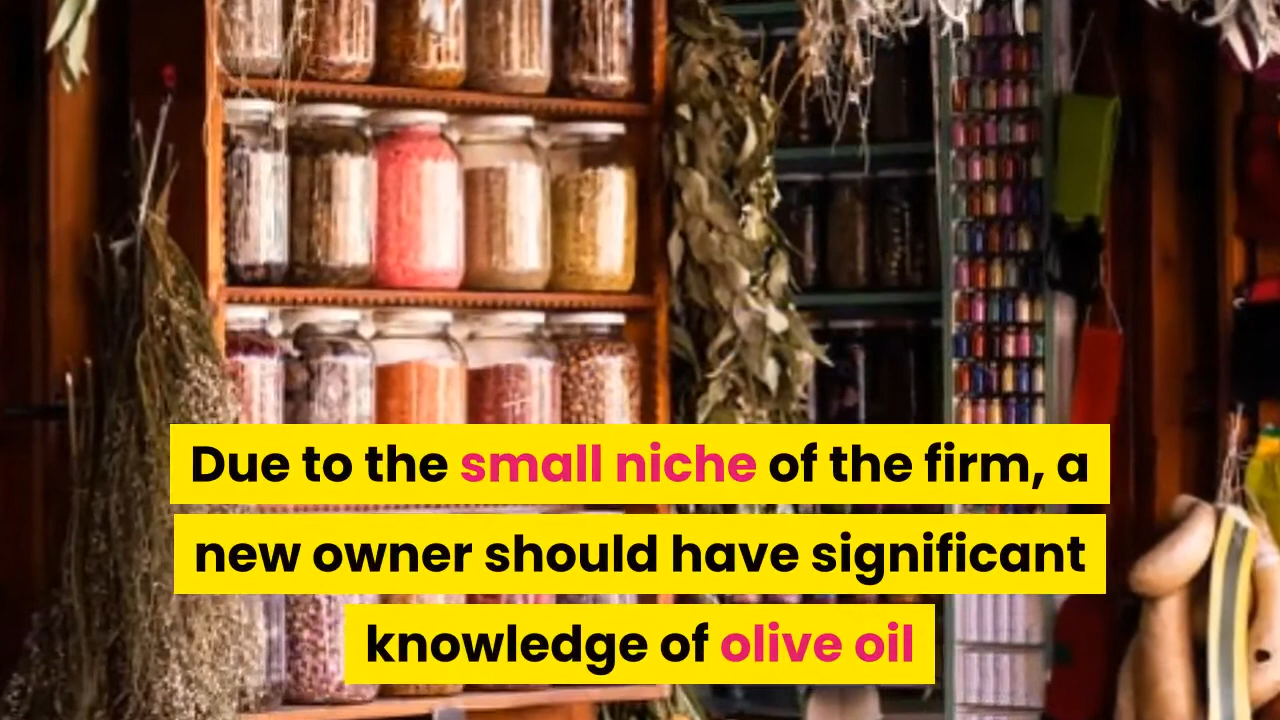 Due to the small niche of the firm, a
new owner should have significant
knowledge of olive oil